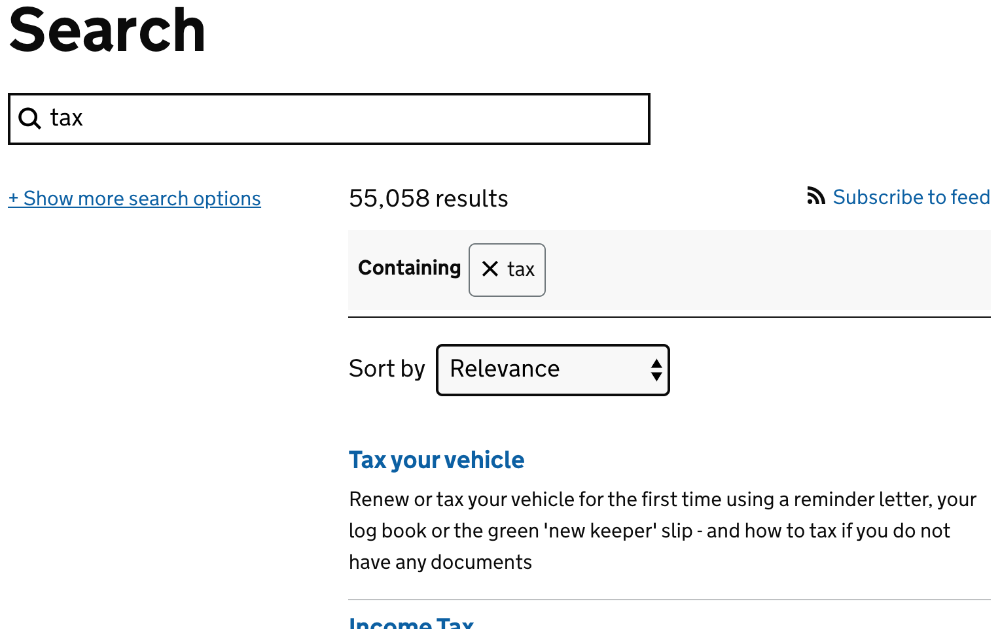 Search
tax
+ Show more search options
55,058 results
Subscribe to feed
Containing
tax
Sort by
Relevance
Tax your vehicle
Renew or tax your vehicle for the first time using a reminder letter, your
log book or the green 'new keeper' slip - and how to tax if you do not
have any documents
Income Tax